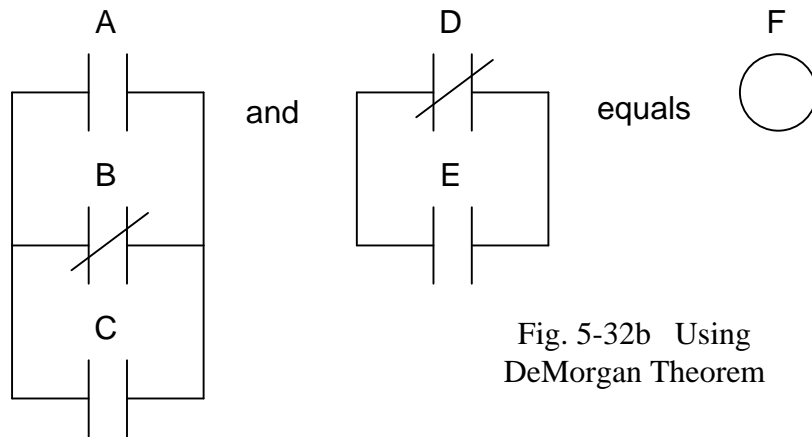 A
D
F
and
equals
B
E
C
Fig. 5-32b Using
DeMorgan Theorem